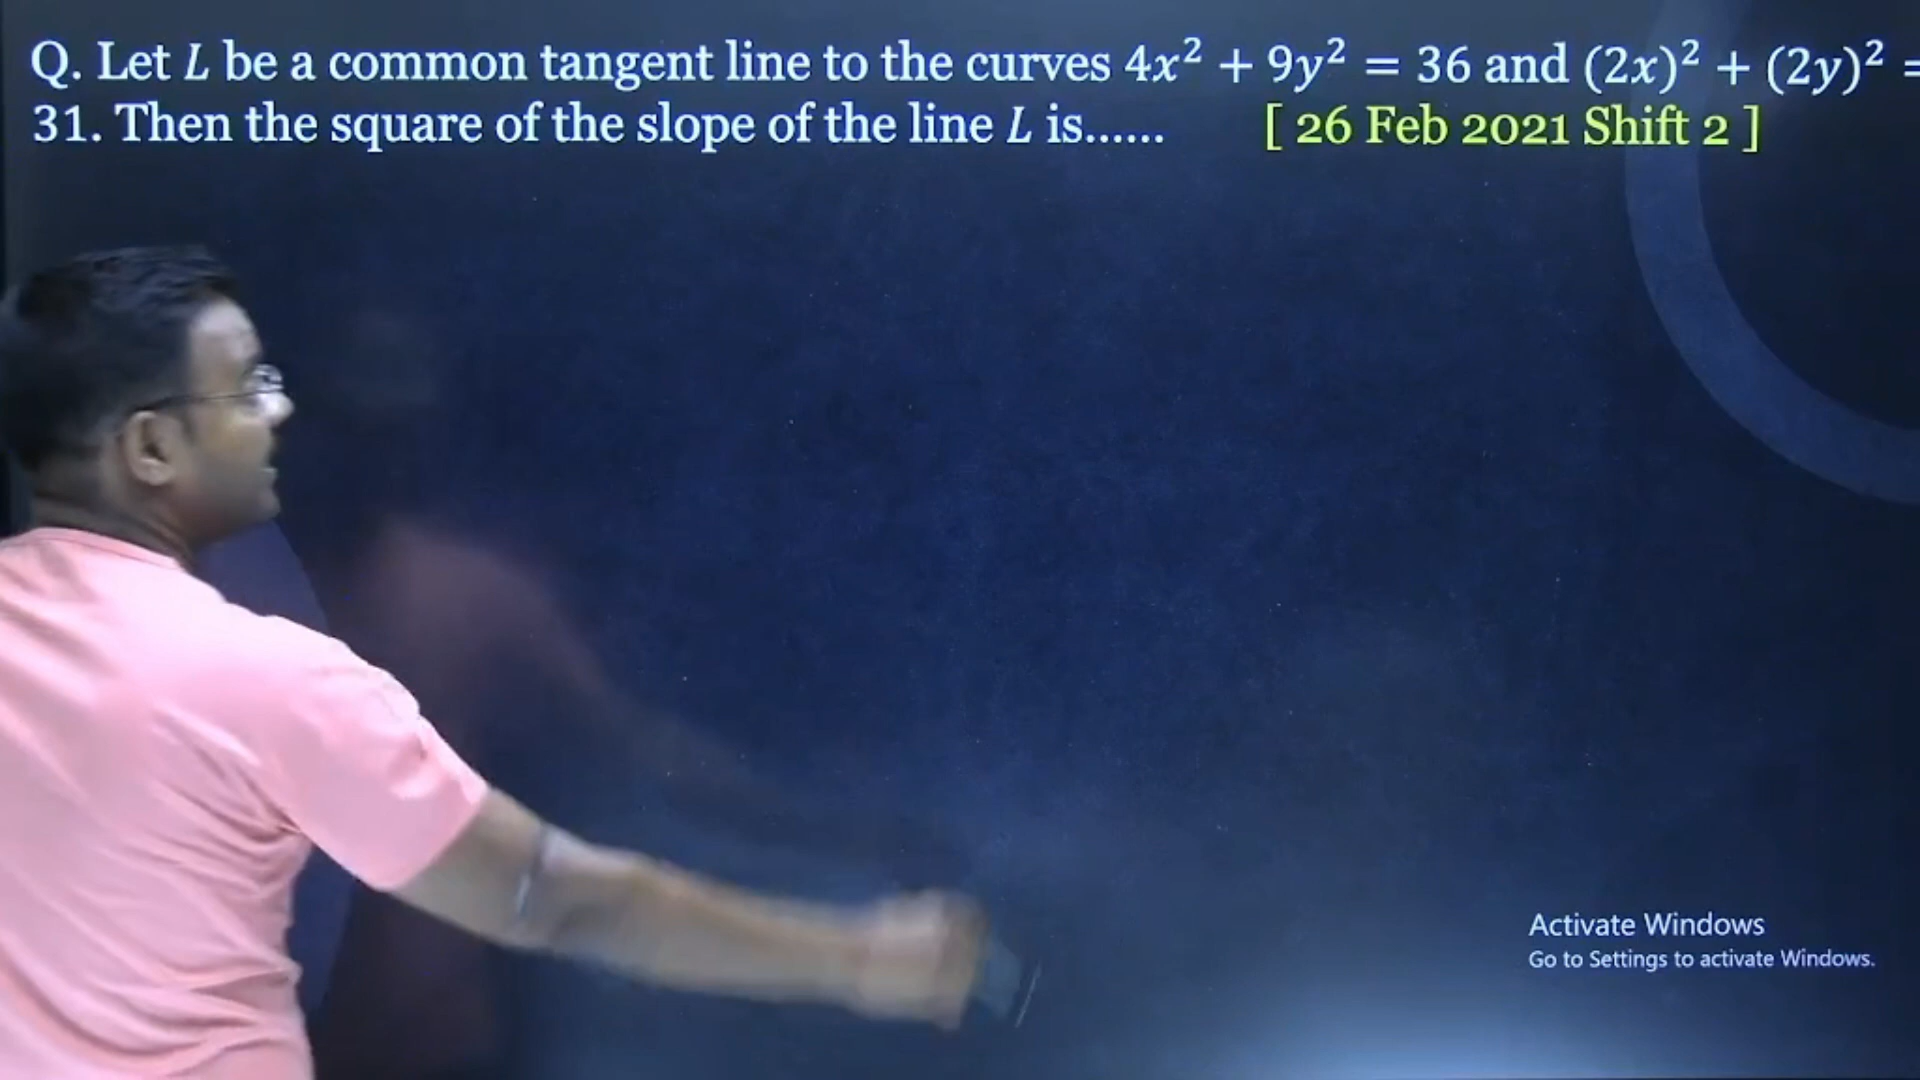 Q. Let L be a common tangent line to the curves 4x² + 9y² = 36 and (2x)² + (2y)² =
31. Then the square of the slope of the line L is...... [ 26 Feb 2021 Shift 2 ]
Activate Windows
Go to Settings to activate Windows.